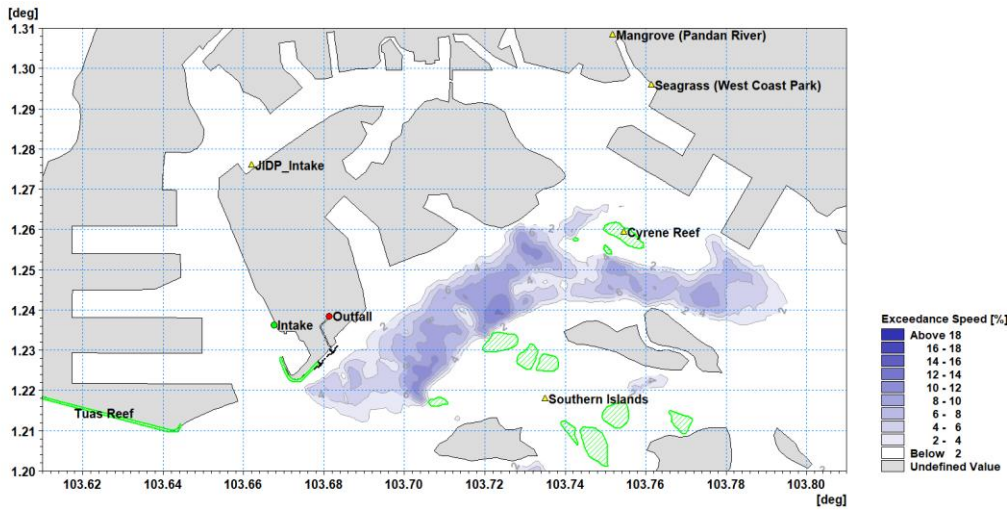 [deg]
1.31
Mangrove (Pandan River)
1.30
Seagrass (West Coast Park)
1.29
1.28
JIDP_Intake
1.27
1.26
Cyrene Reef
1.25
1.24
Intake
Outfall
1.23
1.22
Southern Islands
Tuas Reef
1.21
1.20
103.62 103.64 103.66 103.68 103.70 103.72 103.74 103.76 103.78 103.80
[deg]
Exceedance Speed [%]
Above 18
16 - 18
14 - 16
12 - 14
10 - 12
8 - 10
6 - 8
4 - 6
2 - 4
Below 2
Undefined Value